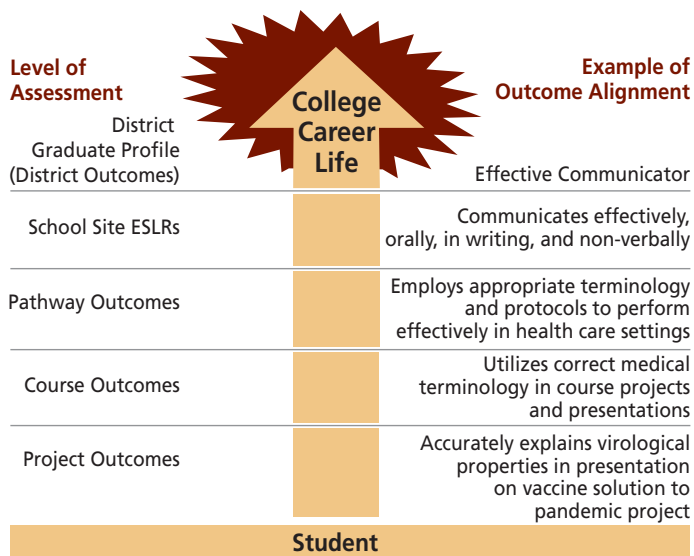 Level of
Assessment
Example of
Outcome Alignment
College
Career
Life
District
Graduate Profile
(District Outcomes)
Effective Communicator
School Site ESLRs
Communicates effectively,
orally, in writing, and non-verbally
Pathway Outcomes
Employs appropriate terminology
and protocols to perform
effectively in health care settings
Course Outcomes
Utilizes correct medical
terminology in course projects
and presentations
Project Outcomes
Accurately explains virological
properties in presentation
on vaccine solution to
pandemic project
Student